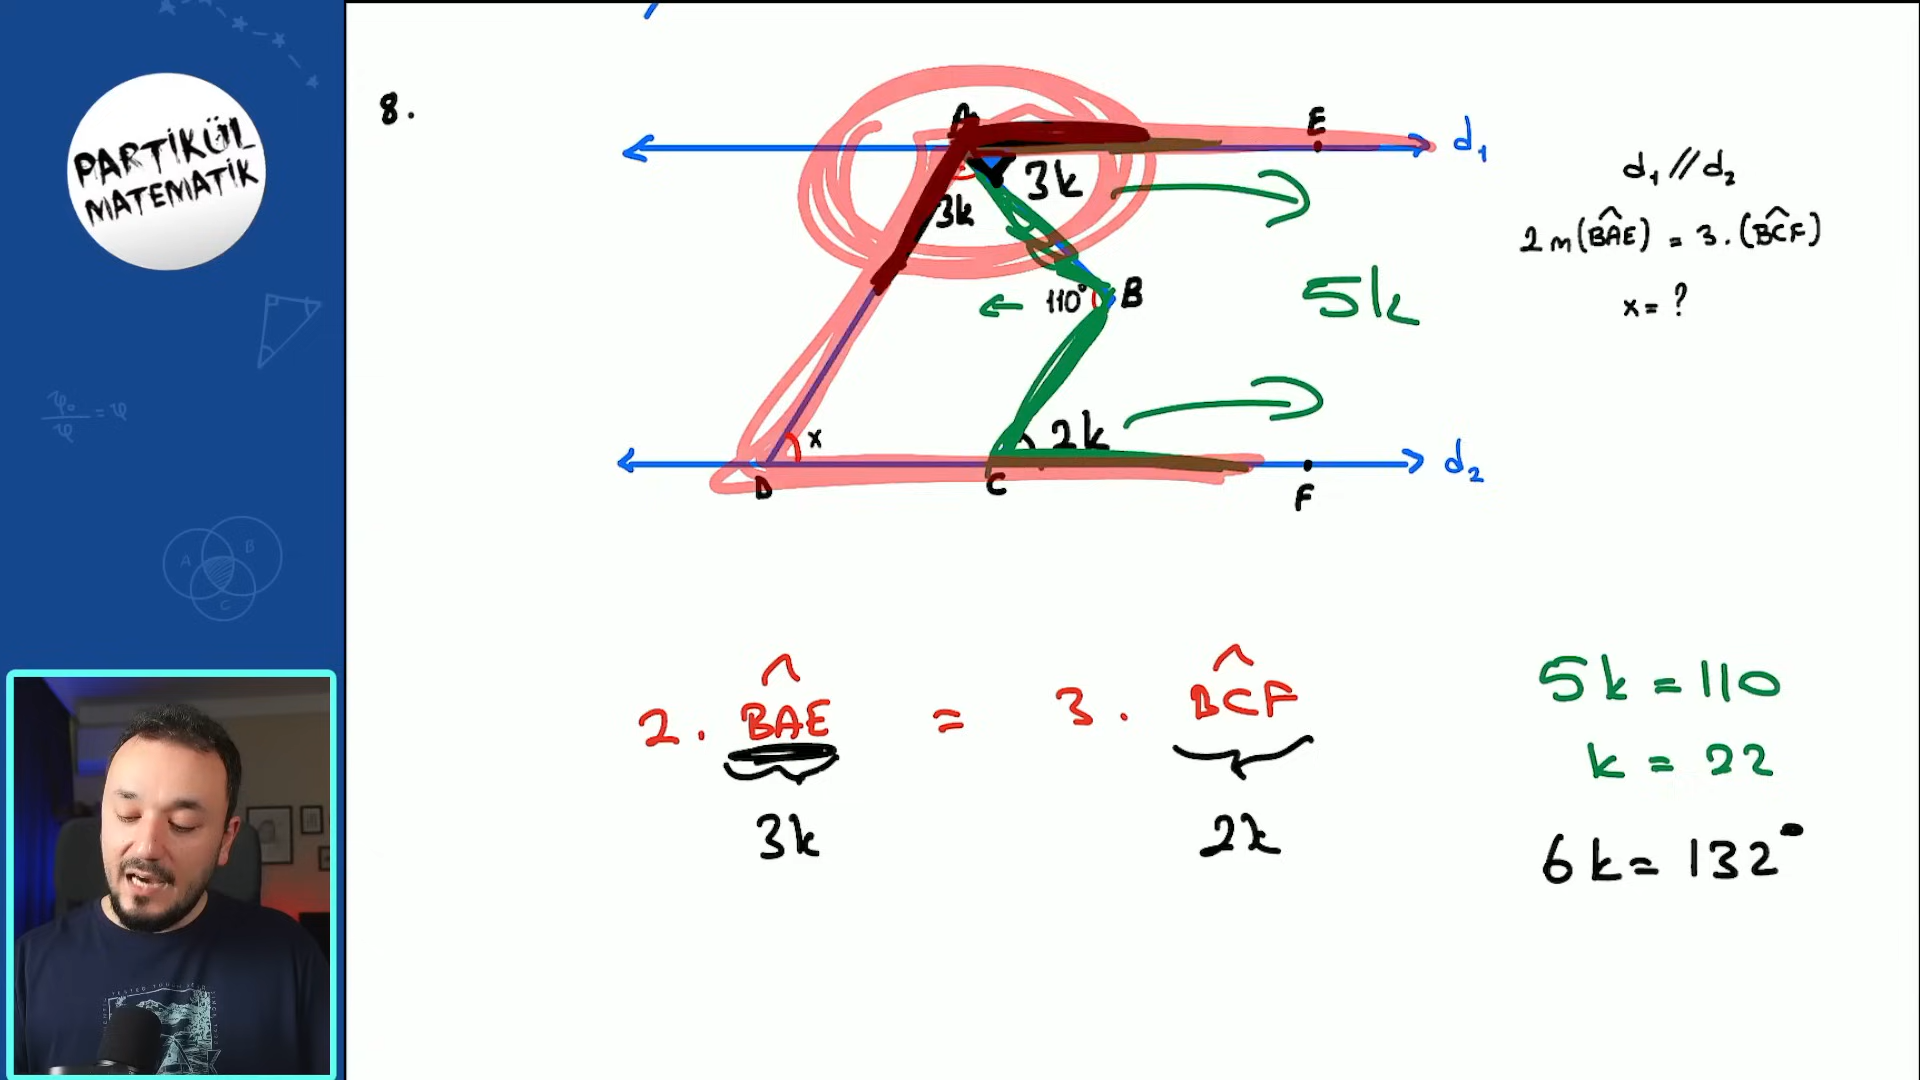 PARTİKÜL
MATEMATİK
8.
A
E
d₁
3k
3k
d₁ // d₂
2 m(BÂE) = 3.(BĈF)
x = ?
110°
B
5k
x
2k
d₂
D
C
F
2. BÂE = 3. BĈF
3k
2k
5k = 110
k = 22
6k = 132°
A
B
C